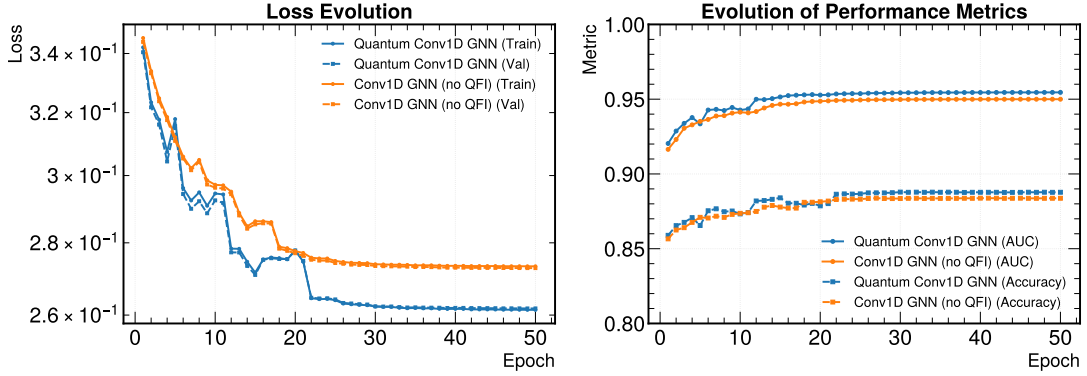 Loss Evolution
Loss
3.4 × 10⁻¹
3.2 × 10⁻¹
3 × 10⁻¹
2.8 × 10⁻¹
2.6 × 10⁻¹
Quantum Conv1D GNN (Train)
Quantum Conv1D GNN (Val)
Conv1D GNN (no QFI) (Train)
Conv1D GNN (no QFI) (Val)
0 10 20 30 40 50
Epoch
Evolution of Performance Metrics
Metric
1.00
0.95
0.90
0.85
0.80
Quantum Conv1D GNN (AUC)
Conv1D GNN (no QFI) (AUC)
Quantum Conv1D GNN (Accuracy)
Conv1D GNN (no QFI) (Accuracy)
0 10 20 30 40 50
Epoch